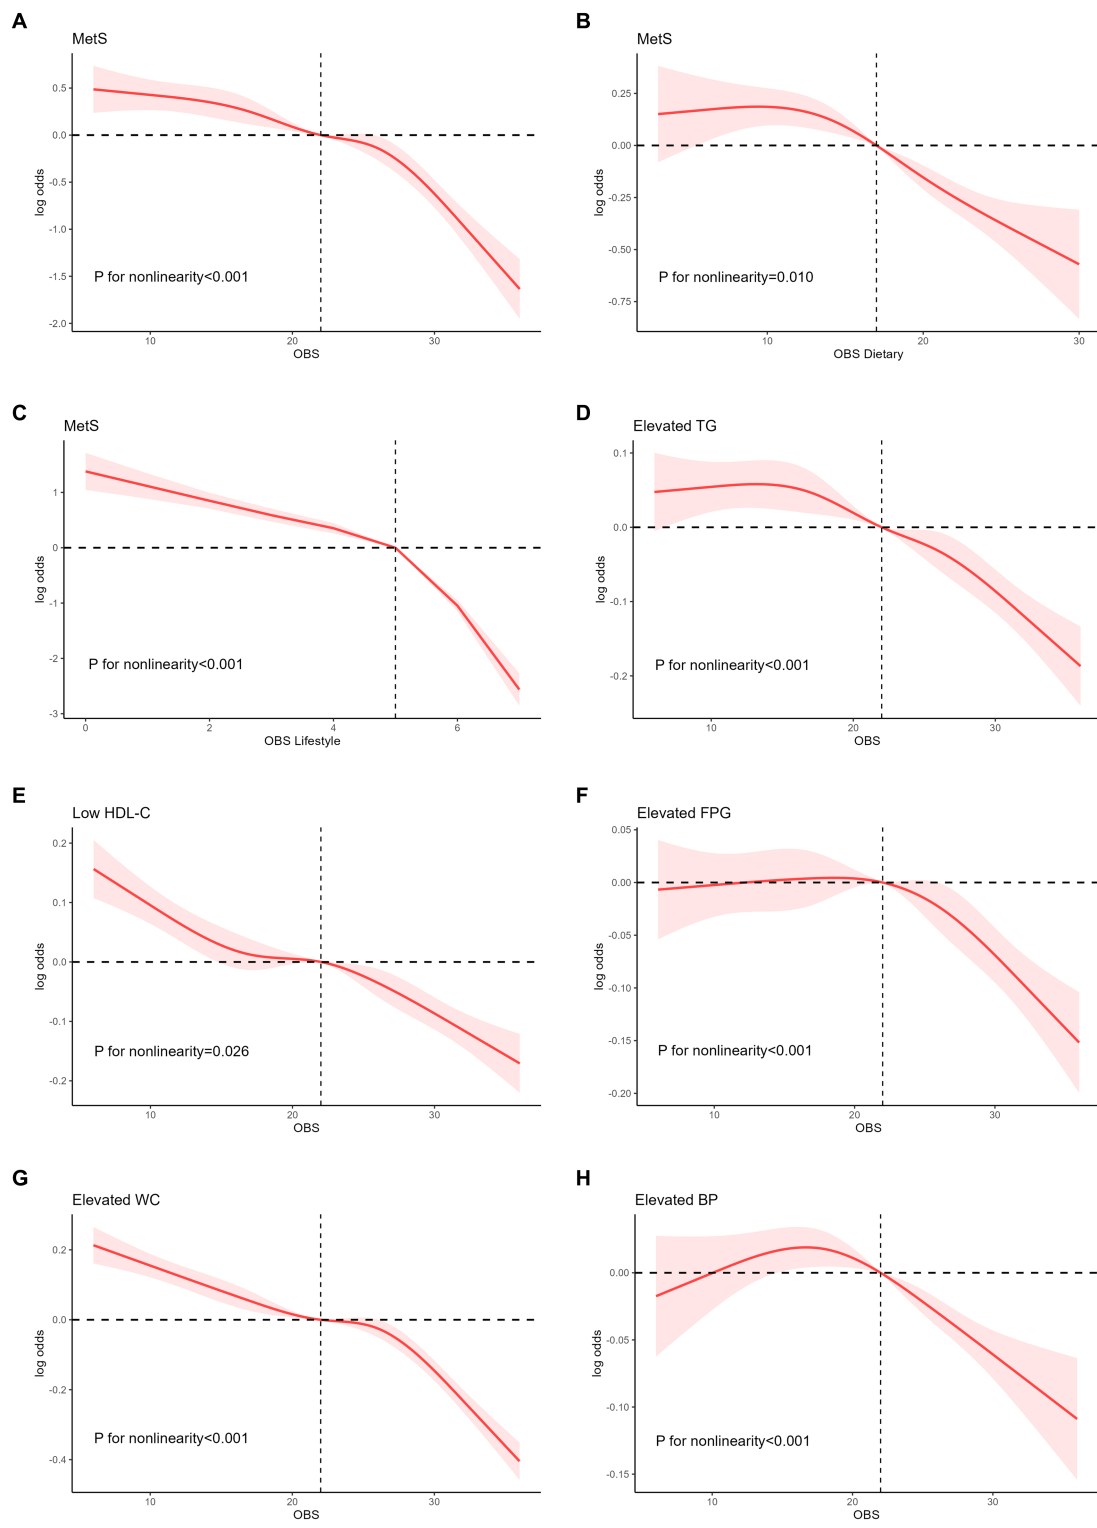 A
MetS
0.5
0.0
-0.5
-1.0
-1.5
-2.0
log odds
P for nonlinearity<0.001
10
20
30
OBS
B
MetS
0.25
0.00
-0.25
-0.50
-0.75
log odds
P for nonlinearity=0.010
10
20
30
OBS Dietary
C
MetS
1
0
-1
-2
-3
log odds
P for nonlinearity<0.001
0
2
4
6
OBS Lifestyle
D
Elevated TG
0.1
0.0
-0.1
-0.2
log odds
P for nonlinearity<0.001
10
20
30
OBS
E
Low HDL-C
0.2
0.1
0.0
-0.1
-0.2
log odds
P for nonlinearity=0.026
10
20
30
OBS
F
Elevated FPG
0.05
0.00
-0.05
-0.10
-0.15
-0.20
log odds
P for nonlinearity<0.001
10
20
30
OBS
G
Elevated WC
0.2
0.0
-0.2
-0.4
log odds
P for nonlinearity<0.001
10
20
30
OBS
H
Elevated BP
0.00
-0.05
-0.10
-0.15
log odds
P for nonlinearity<0.001
10
20
30
OBS